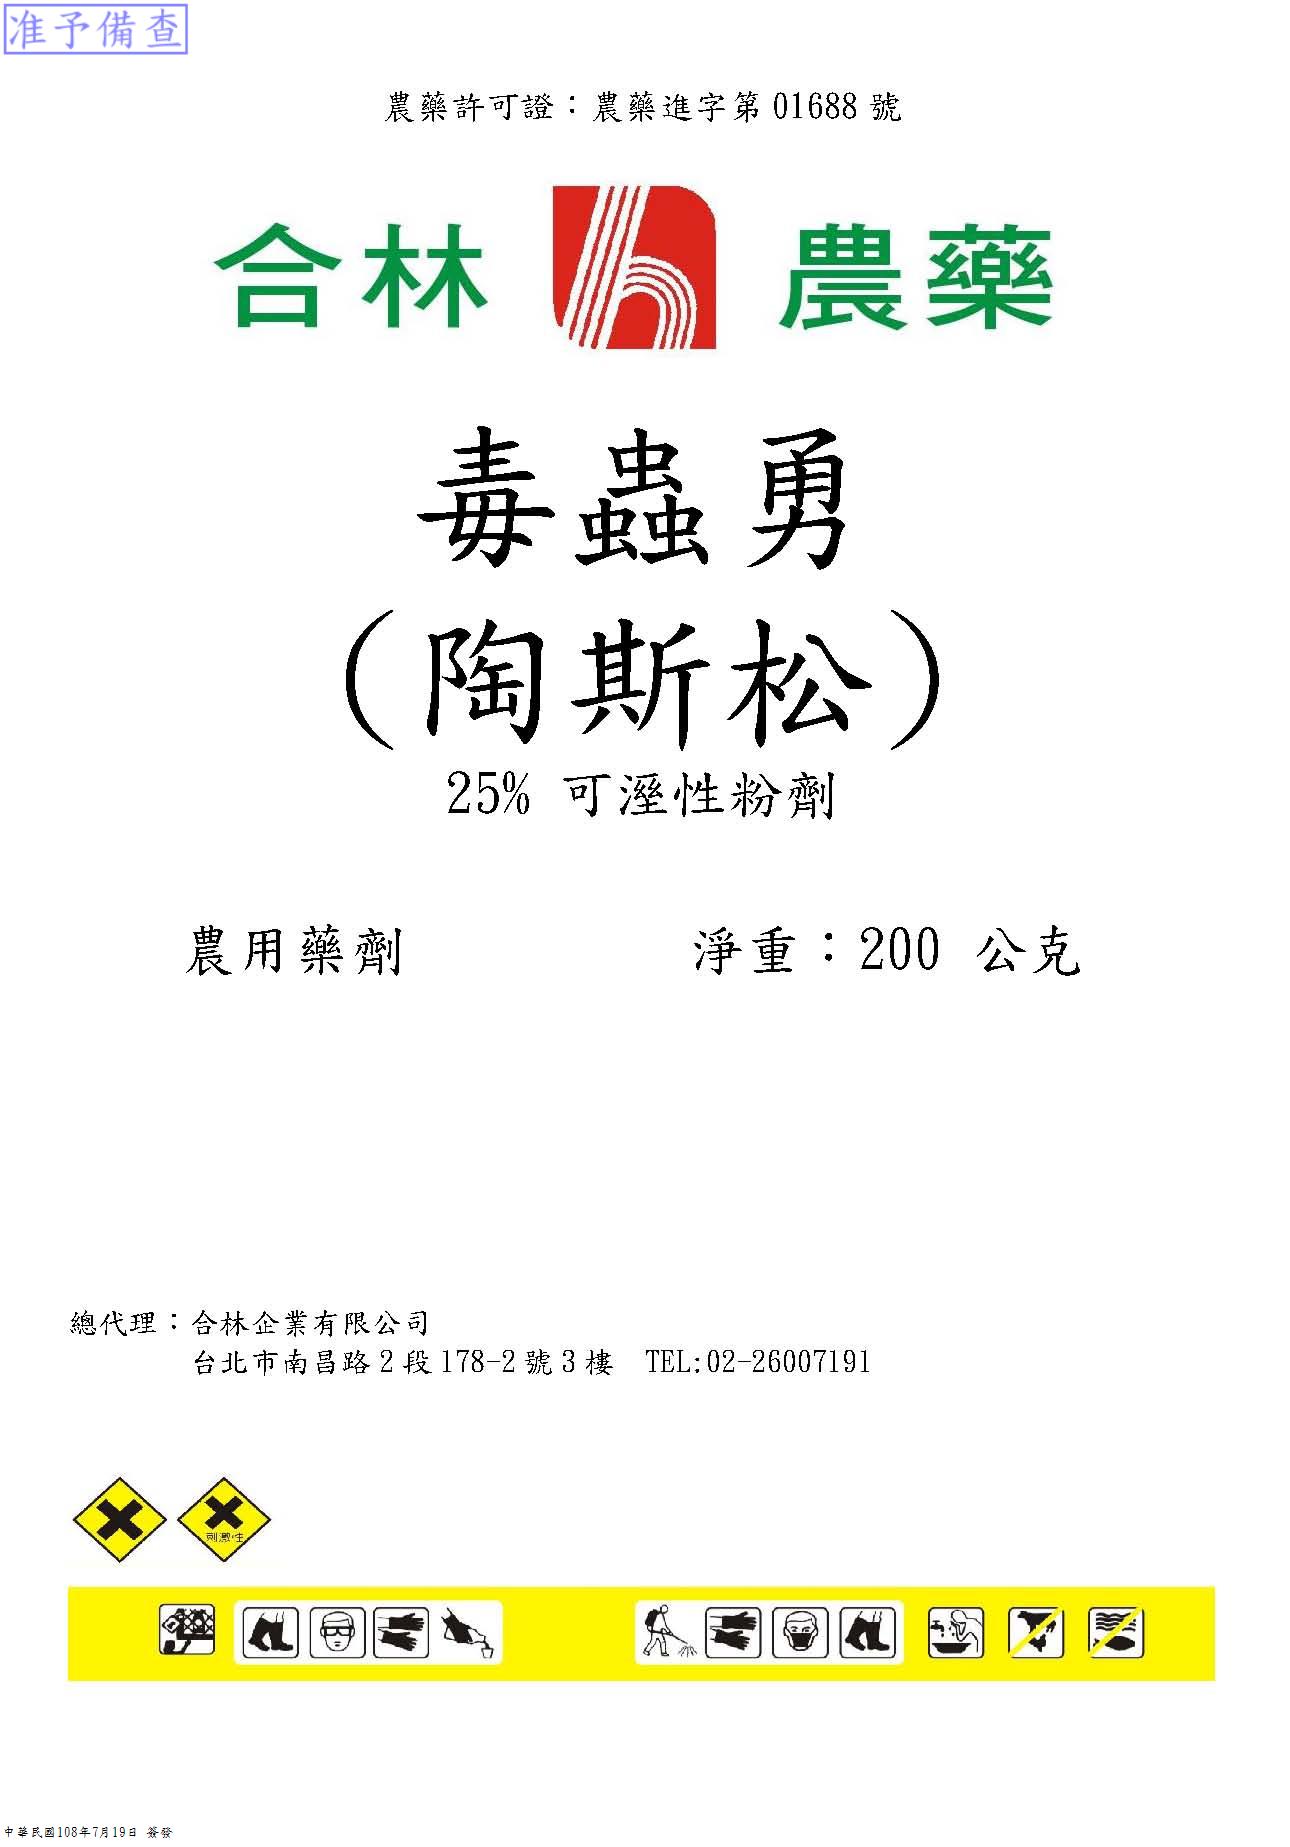 准予備查
農藥許可證：農藥進字第 01688 號
合林 農藥
毒蟲勇
（陶斯松）
25% 可溼性粉劑
農用藥劑 淨重：200 公克
總代理：合林企業有限公司
台北市南昌路 2 段 178-2 號 3 樓 TEL:02-26007191
刺激性
中華民國108年7月19日 簽發